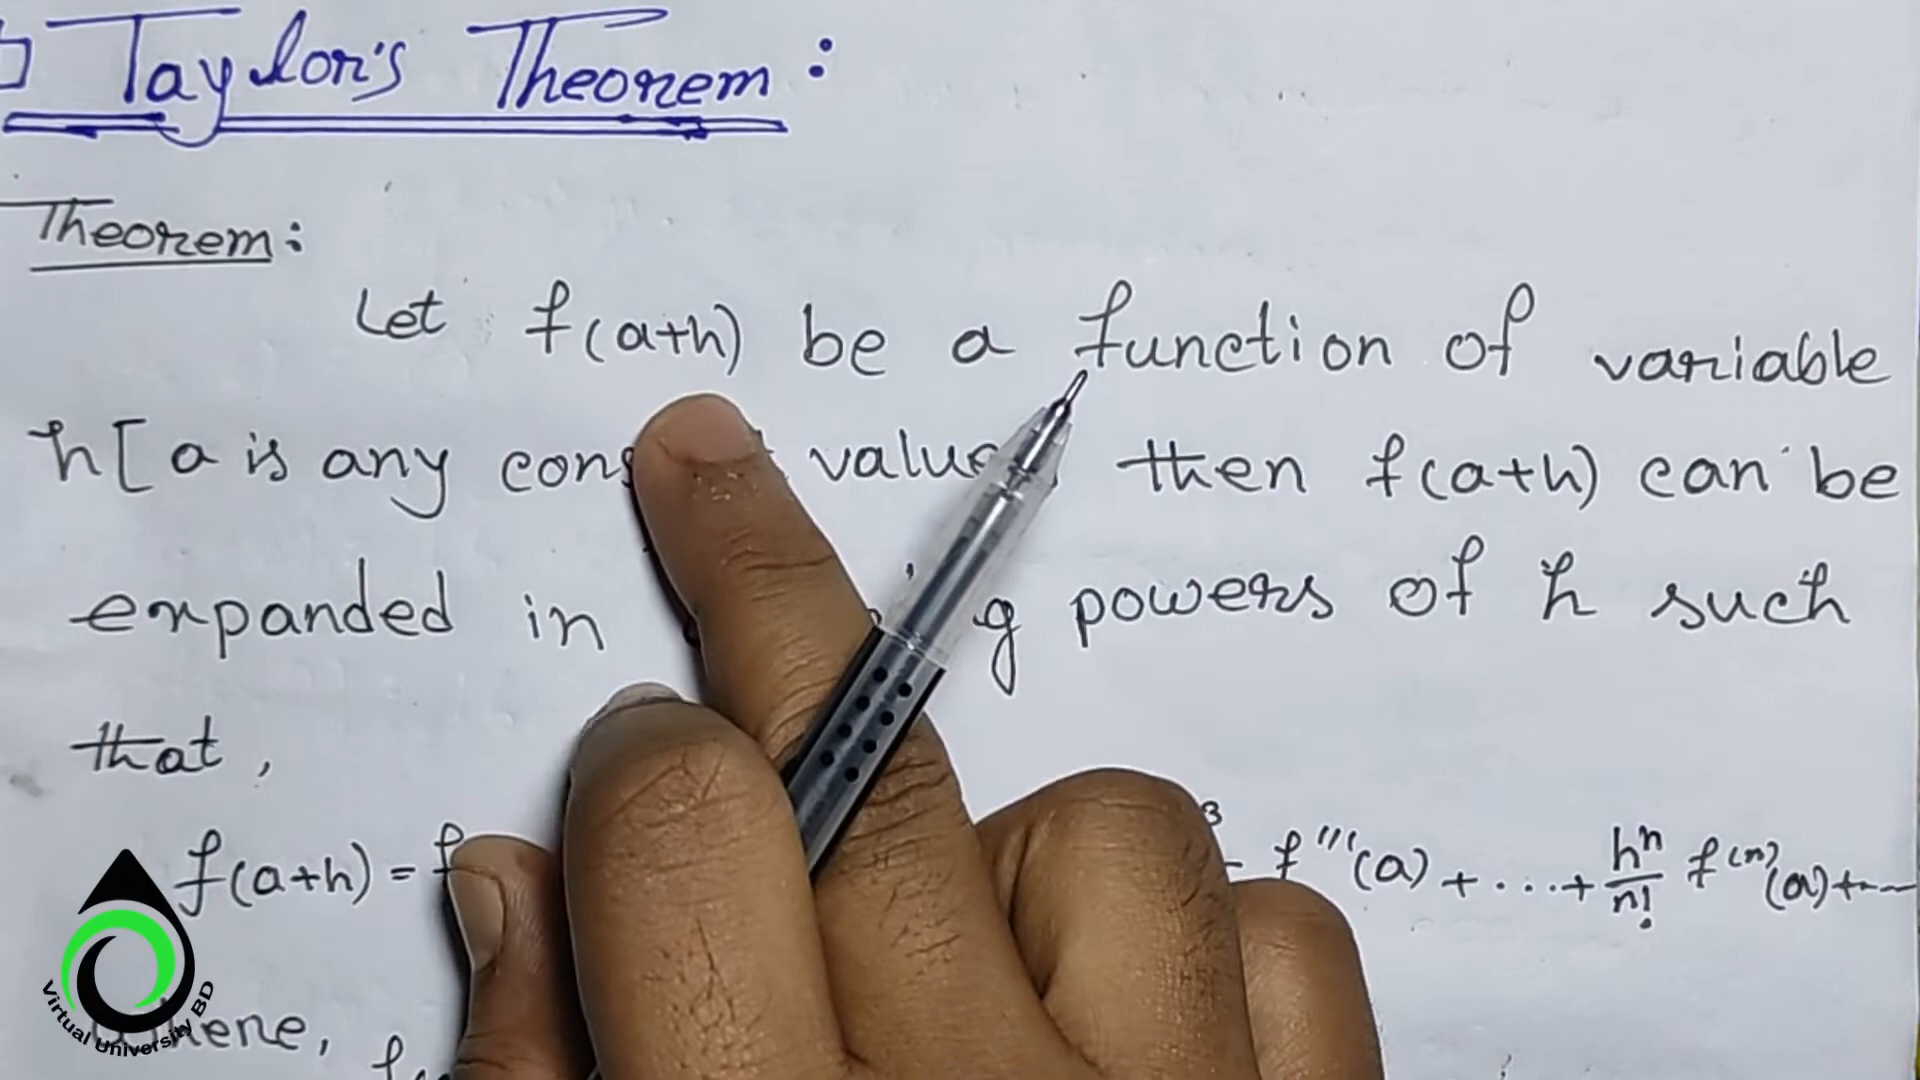 Taylor's Theorem:
Theorem:
Let f(a+h) be a function of variable
h[a is any value, then f(a+h) can be
expanded in powers of h such
that,
f(a+h) = f f'''(a) + ... + hⁿ/n! f⁽ⁿ⁾(a) + ...
where,
Virtual University BD